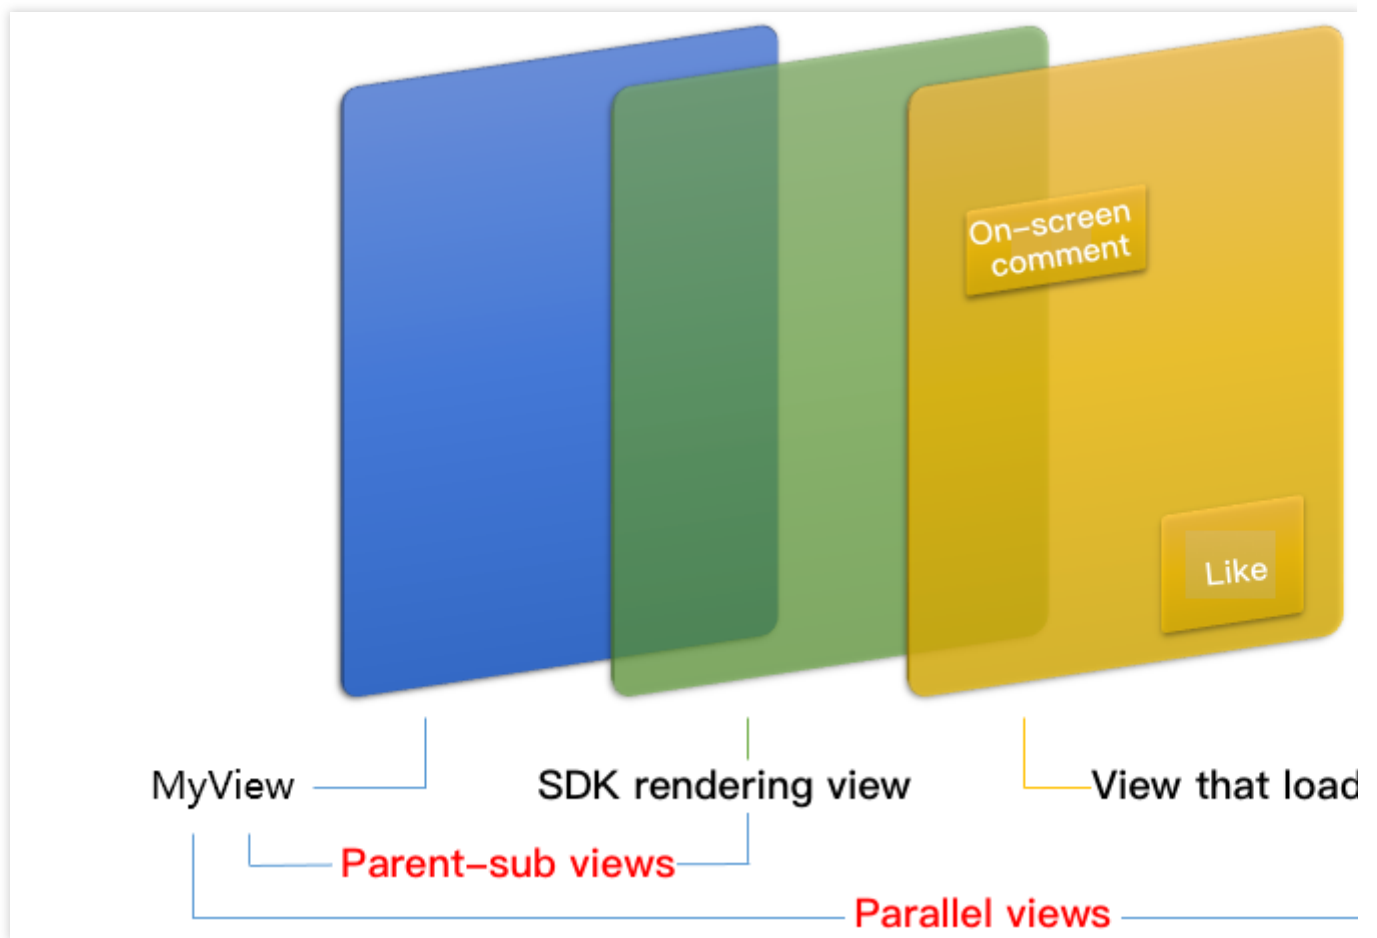 On-screen
comment
Like
MyView
SDK rendering view
View that load
Parent-sub views
Parallel views